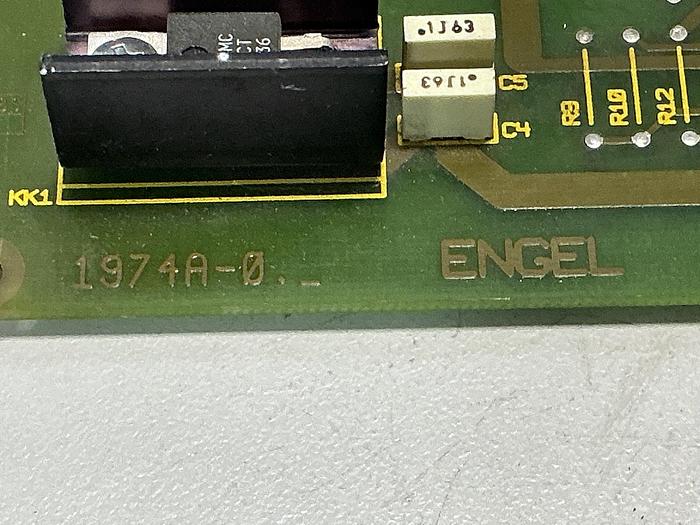 .1J63
.1J63
C5
C4
MC
CT
36
R9
R10
R12
KK1
1974A-0._
ENGEL